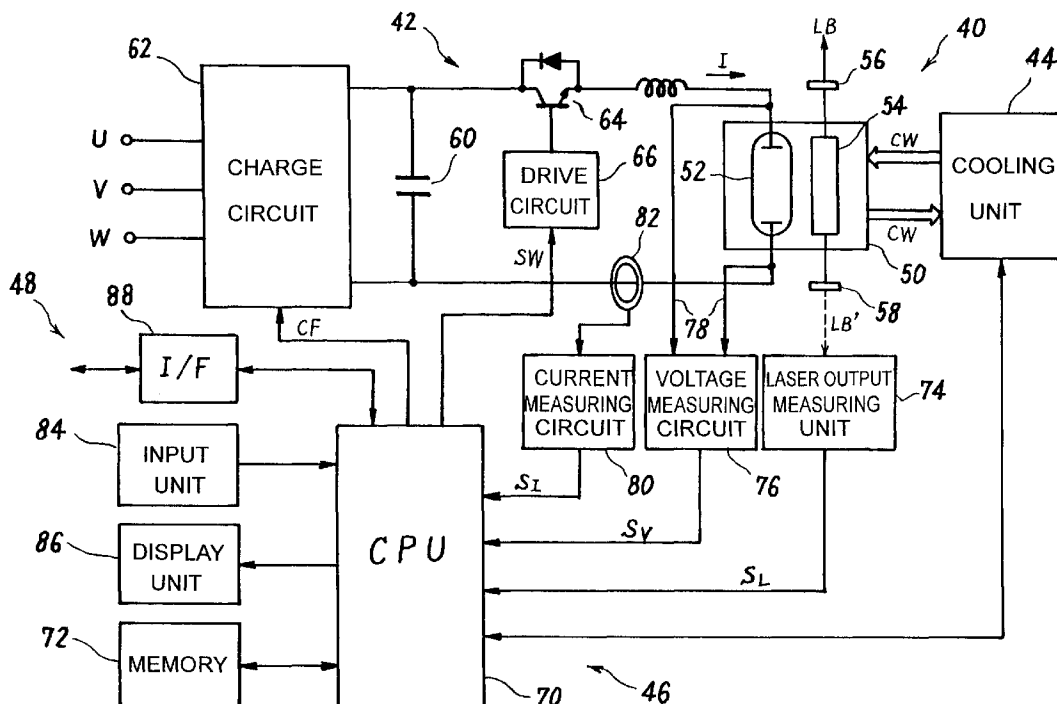 42
LB
40
62
I
56
44
54
64
U
V
W
CHARGE
CIRCUIT
60
DRIVE
CIRCUIT
66
52
CW
CW
COOLING
UNIT
SW
82
50
58
LB'
48
88
CF
78
I/F
CURRENT
MEASURING
CIRCUIT
VOLTAGE
MEASURING
CIRCUIT
LASER OUTPUT
MEASURING
UNIT
74
84
INPUT
UNIT
80
76
SI
CPU
SV
86
DISPLAY
UNIT
SL
72
MEMORY
70
46